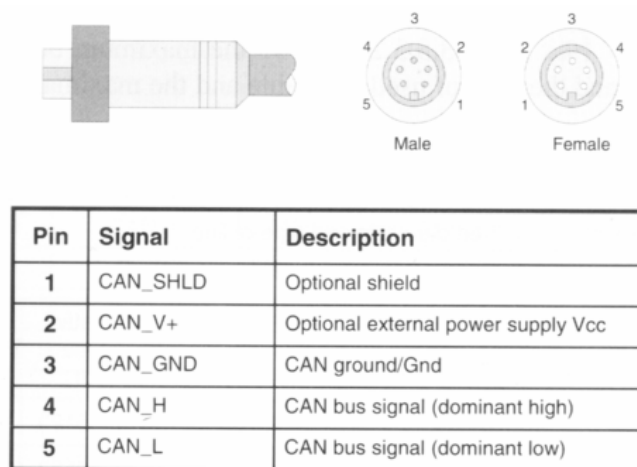 3 3
4 2 2 4
5 1 1 5
Male Female
Pin Signal Description
1 CAN_SHLD Optional shield
2 CAN_V+ Optional external power supply Vcc
3 CAN_GND CAN ground/Gnd
4 CAN_H CAN bus signal (dominant high)
5 CAN_L CAN bus signal (dominant low)